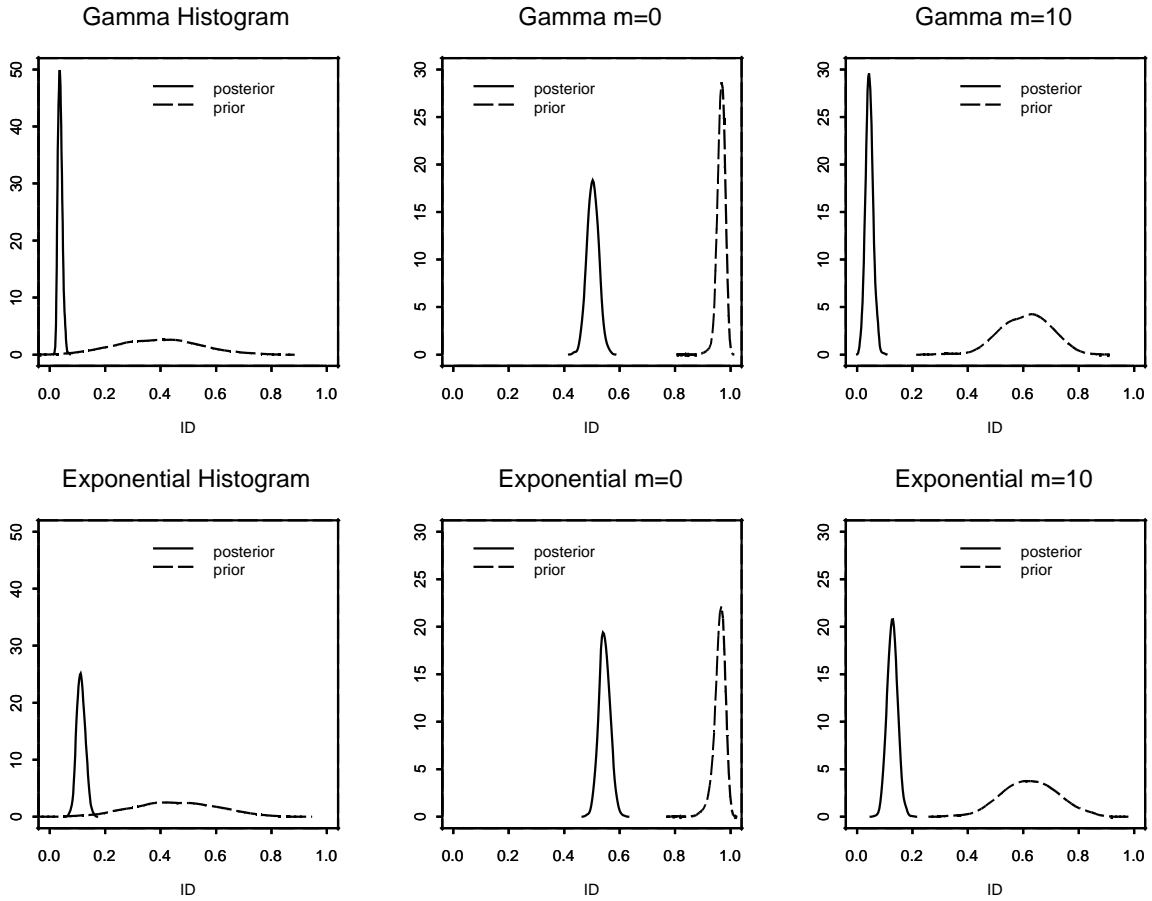 Gamma Histogram
posterior
prior
0 10 20 30 40 50
0.0 0.2 0.4 0.6 0.8 1.0
ID
Gamma m=0
posterior
prior
0 5 10 15 20 25 30
0.0 0.2 0.4 0.6 0.8 1.0
ID
Gamma m=10
posterior
prior
0 5 10 15 20 25 30
0.0 0.2 0.4 0.6 0.8 1.0
ID
Exponential Histogram
posterior
prior
0 10 20 30 40 50
0.0 0.2 0.4 0.6 0.8 1.0
ID
Exponential m=0
posterior
prior
0 5 10 15 20 25 30
0.0 0.2 0.4 0.6 0.8 1.0
ID
Exponential m=10
posterior
prior
0 5 10 15 20 25 30
0.0 0.2 0.4 0.6 0.8 1.0
ID